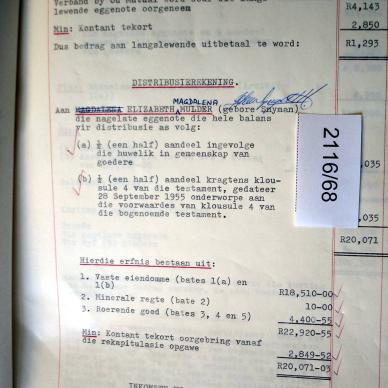 Verband by
lewende eggenote oorgeneem
R4,143
2,850
Min: Kontant tekort
R1,293
Dus bedrag aan langslewende uitbetaal te word:
DISTRIBUSIEREKENING.
MAGDALENA
Aan MAGDALENA ELIZABETH MULDER (gebore Snyman)
die nagelate eggenote die hele balans
vir distribusie as volg:
(a) ½ (een half) aandeel ingevolge
die huwelik in gemeenskap van
goedere
(b) ½ (een half) aandeel kragtens klou-
sule 4 van die testament, gedateer
28 September 1955 onderworpe aan
die voorwaardes van klousule 4 van
die bogenoemde testament.
2116/68
,035
,035
R20,071
Hierdie erfnis bestaan uit:
1. Vaste eiendomme (bates 1(a) en
1(b)
R18,510-00
2. Minerale regte (bate 2)
10-00
3. Roerende goed (bates 3, 4 en 5)
4,400-55
R22,920-55
Min: Kontant tekort oorgebring vanaf
die rekapitulasie opgawe
2,849-52
R20,071-03